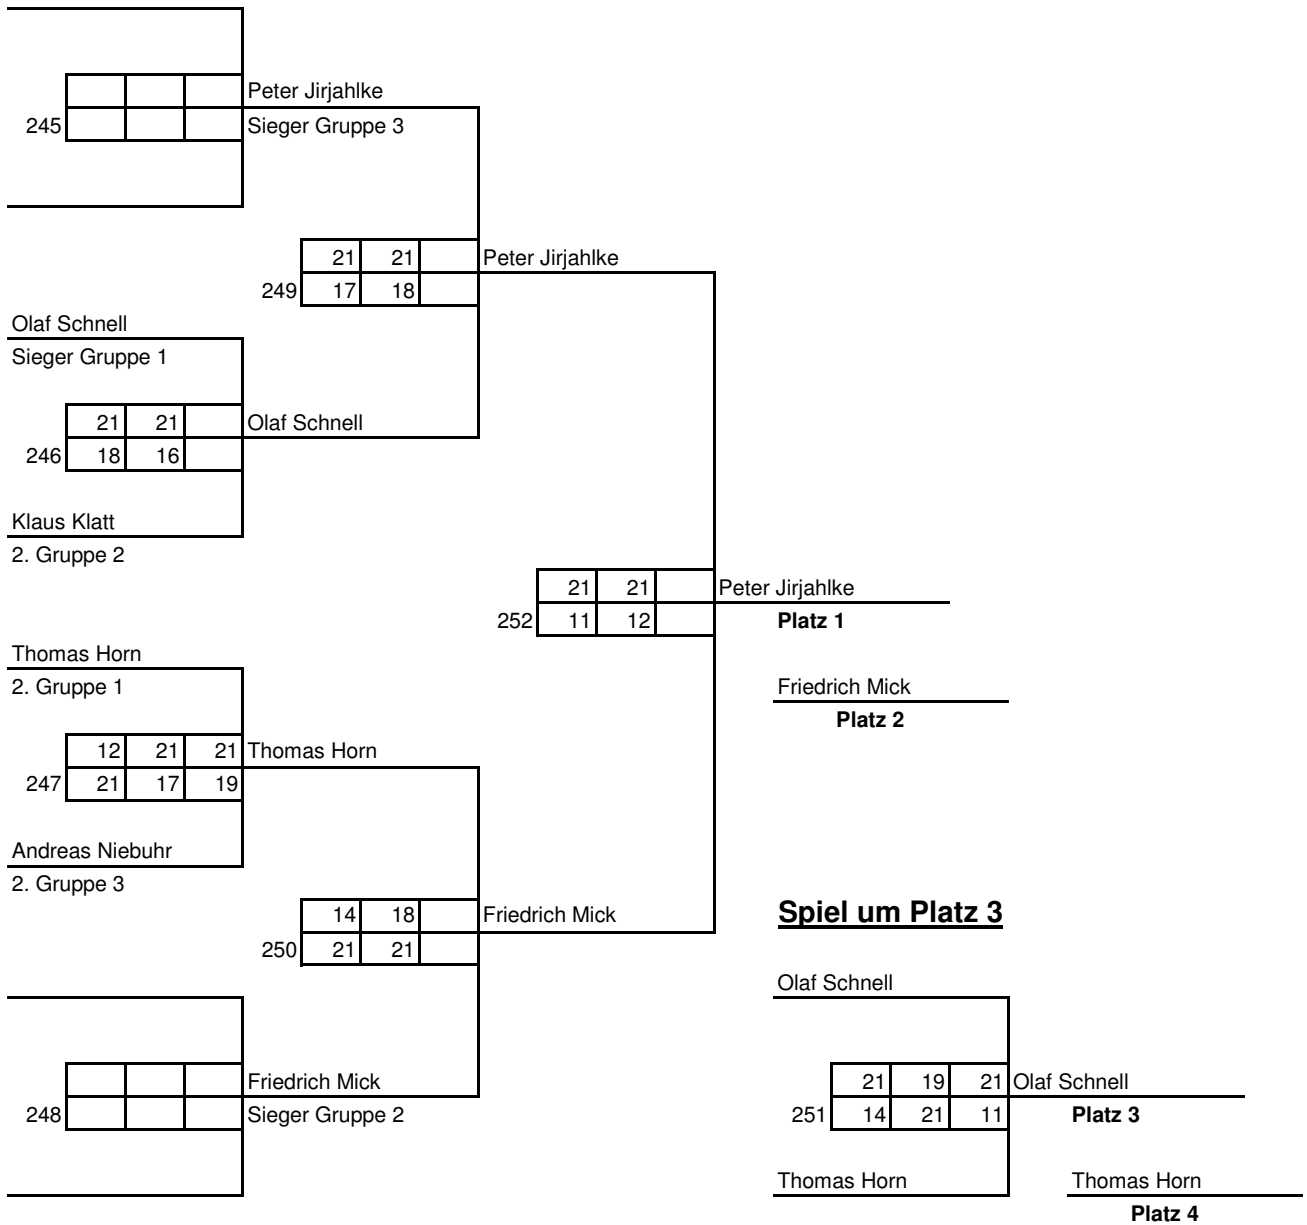 Peter Jirjahlke
245 Sieger Gruppe 3
21 21 Peter Jirjahlke
249 17 18
Olaf Schnell
Sieger Gruppe 1
21 21 Olaf Schnell
246 18 16
Klaus Klatt
2. Gruppe 2
21 21 Peter Jirjahlke
252 11 12 Platz 1
Thomas Horn
2. Gruppe 1
Friedrich Mick
Platz 2
12 21 21 Thomas Horn
247 21 17 19
Andreas Niebuhr
2. Gruppe 3
14 18 Friedrich Mick
250 21 21
Spiel um Platz 3
Olaf Schnell
Friedrich Mick
248 Sieger Gruppe 2
21 19 21 Olaf Schnell
251 14 21 11 Platz 3
Thomas Horn
Thomas Horn
Platz 4